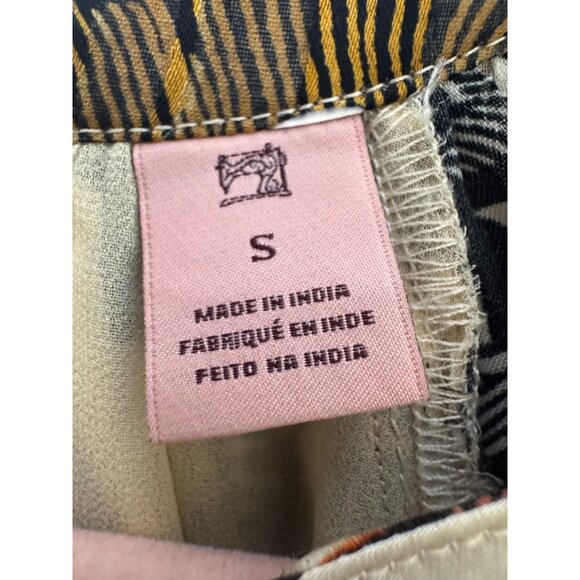 S
MADE IN INDIA
FABRIQUÉ EN INDE
FEITO NA INDIA